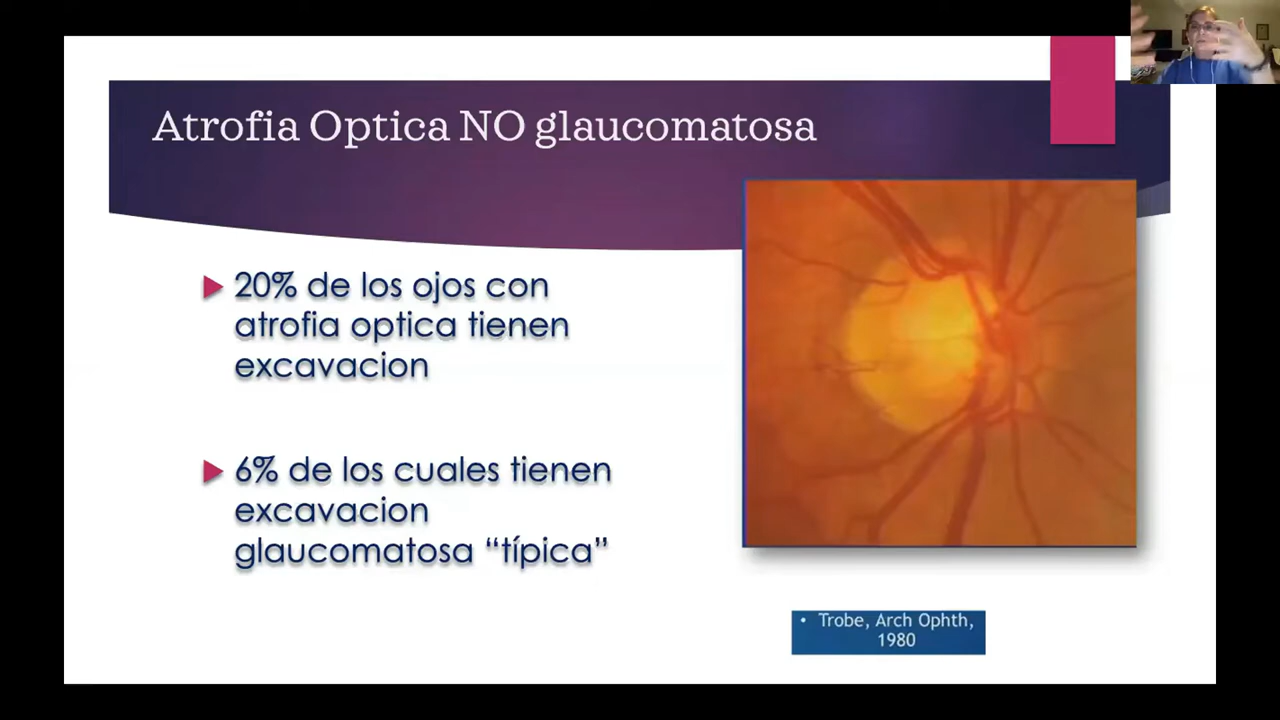 Atrofia Optica NO glaucomatosa
20% de los ojos con
atrofia optica tienen
excavacion
6% de los cuales tienen
excavacion
glaucomatosa “típica”
• Trobe, Arch Ophth,
1980